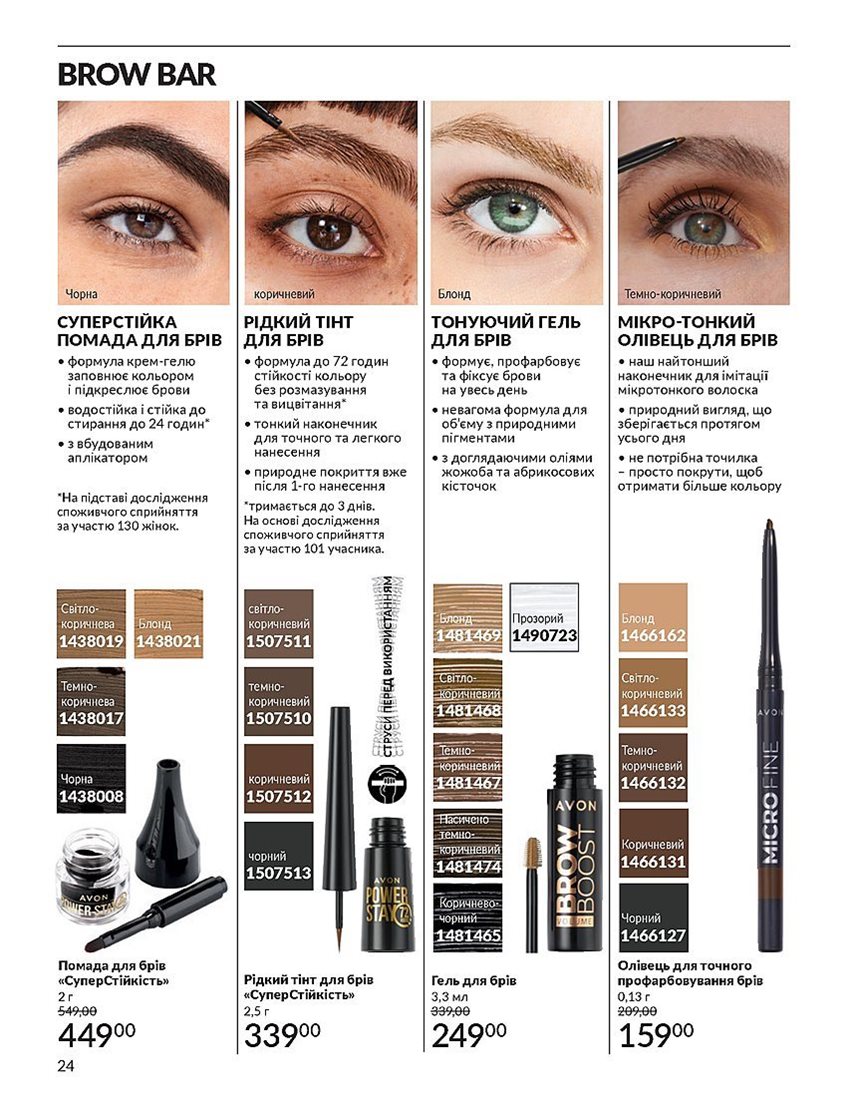 BROW BAR
Чорна
СУПЕРСТІЙКА
ПОМАДА ДЛЯ БРІВ
• формула крем-гелю
заповнює кольором
і підкреслює брови
• водостійка і стійка до
стирання до 24 годин*
• з вбудованим
аплікатором
*На підставі дослідження
споживчого сприйняття
за участю 130 жінок.
Світло-
коричнева
1438019
Блонд
1438021
Темно-
коричнева
1438017
Чорна
1438008
AVON
POWER STAY
Помада для брів
«СуперСтійкість»
2 г
549,00
44900
коричневий
РІДКИЙ ТІНТ
ДЛЯ БРІВ
• формула до 72 годин
стійкості кольору
без розмазування
та вицвітання*
• тонкий наконечник
для точного та легкого
нанесення
• природне покриття вже
після 1-го нанесення
*тримається до 3 днів.
На основі дослідження
споживчого сприйняття
за участю 101 учасника.
світло-
коричневий
1507511
темно-
коричневий
1507510
коричневий
1507512
чорний
1507513
СТРУСИ ПЕРЕД ВИКОРИСТАННЯМ
AVON
POWER
STAY
72
Рідкий тінт для брів
«СуперСтійкість»
2,5 г
33900
Блонд
ТОНУЮЧИЙ ГЕЛЬ
ДЛЯ БРІВ
• формує, профарбовує
та фіксує брови
на увесь день
• невагома формула для
об'єму з природними
пігментами
• з доглядаючими оліями
жожоба та абрикосових
кісточок
Блонд
1481469
Прозорий
1490723
Світло-
коричневий
1481468
Темно-
коричневий
1481467
Насичено
темно-
коричневий
1481474
Коричнево-
чорний
1481465
AVON
BROW
BOOST
VOLUME
Гель для брів
3,3 мл
339,00
24900
Темно-коричневий
МІКРО-ТОНКИЙ
ОЛІВЕЦЬ ДЛЯ БРІВ
• наш найтонший
наконечник для імітації
мікротонкого волоска
• природний вигляд, що
зберігається протягом
усього дня
• не потрібна точилка
– просто покрути, щоб
отримати більше кольору
Блонд
1466162
Світло-
коричневий
1466133
Темно-
коричневий
1466132
Коричневий
1466131
Чорний
1466127
AVON
MICRO FINE
Олівець для точного
профарбовування брів
0,13 г
209,00
15900
24